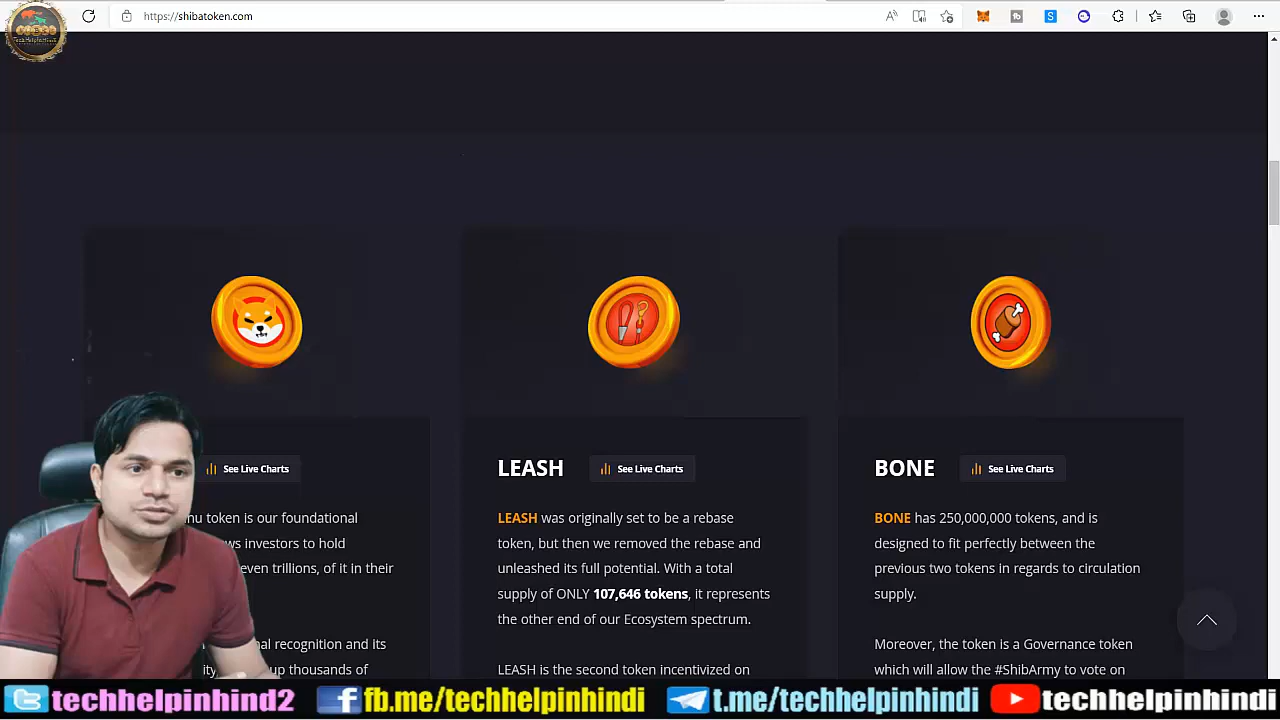 https://shibatoken.com
See Live Charts
nu token is our foundational
ws investors to hold
even trillions, of it in their
al recognition and its
up thousands of
LEASH
See Live Charts
LEASH was originally set to be a rebase
token, but then we removed the rebase and
unleashed its full potential. With a total
supply of ONLY 107,646 tokens, it represents
the other end of our Ecosystem spectrum.
LEASH is the second token incentivized on
BONE
See Live Charts
BONE has 250,000,000 tokens, and is
designed to fit perfectly between the
previous two tokens in regards to circulation
supply.
Moreover, the token is a Governance token
which will allow the #ShibArmy to vote on
techhelpinhind2
fb.me/techhelpinhindi
t.me/techhelpinhindi
techhelpinhindi